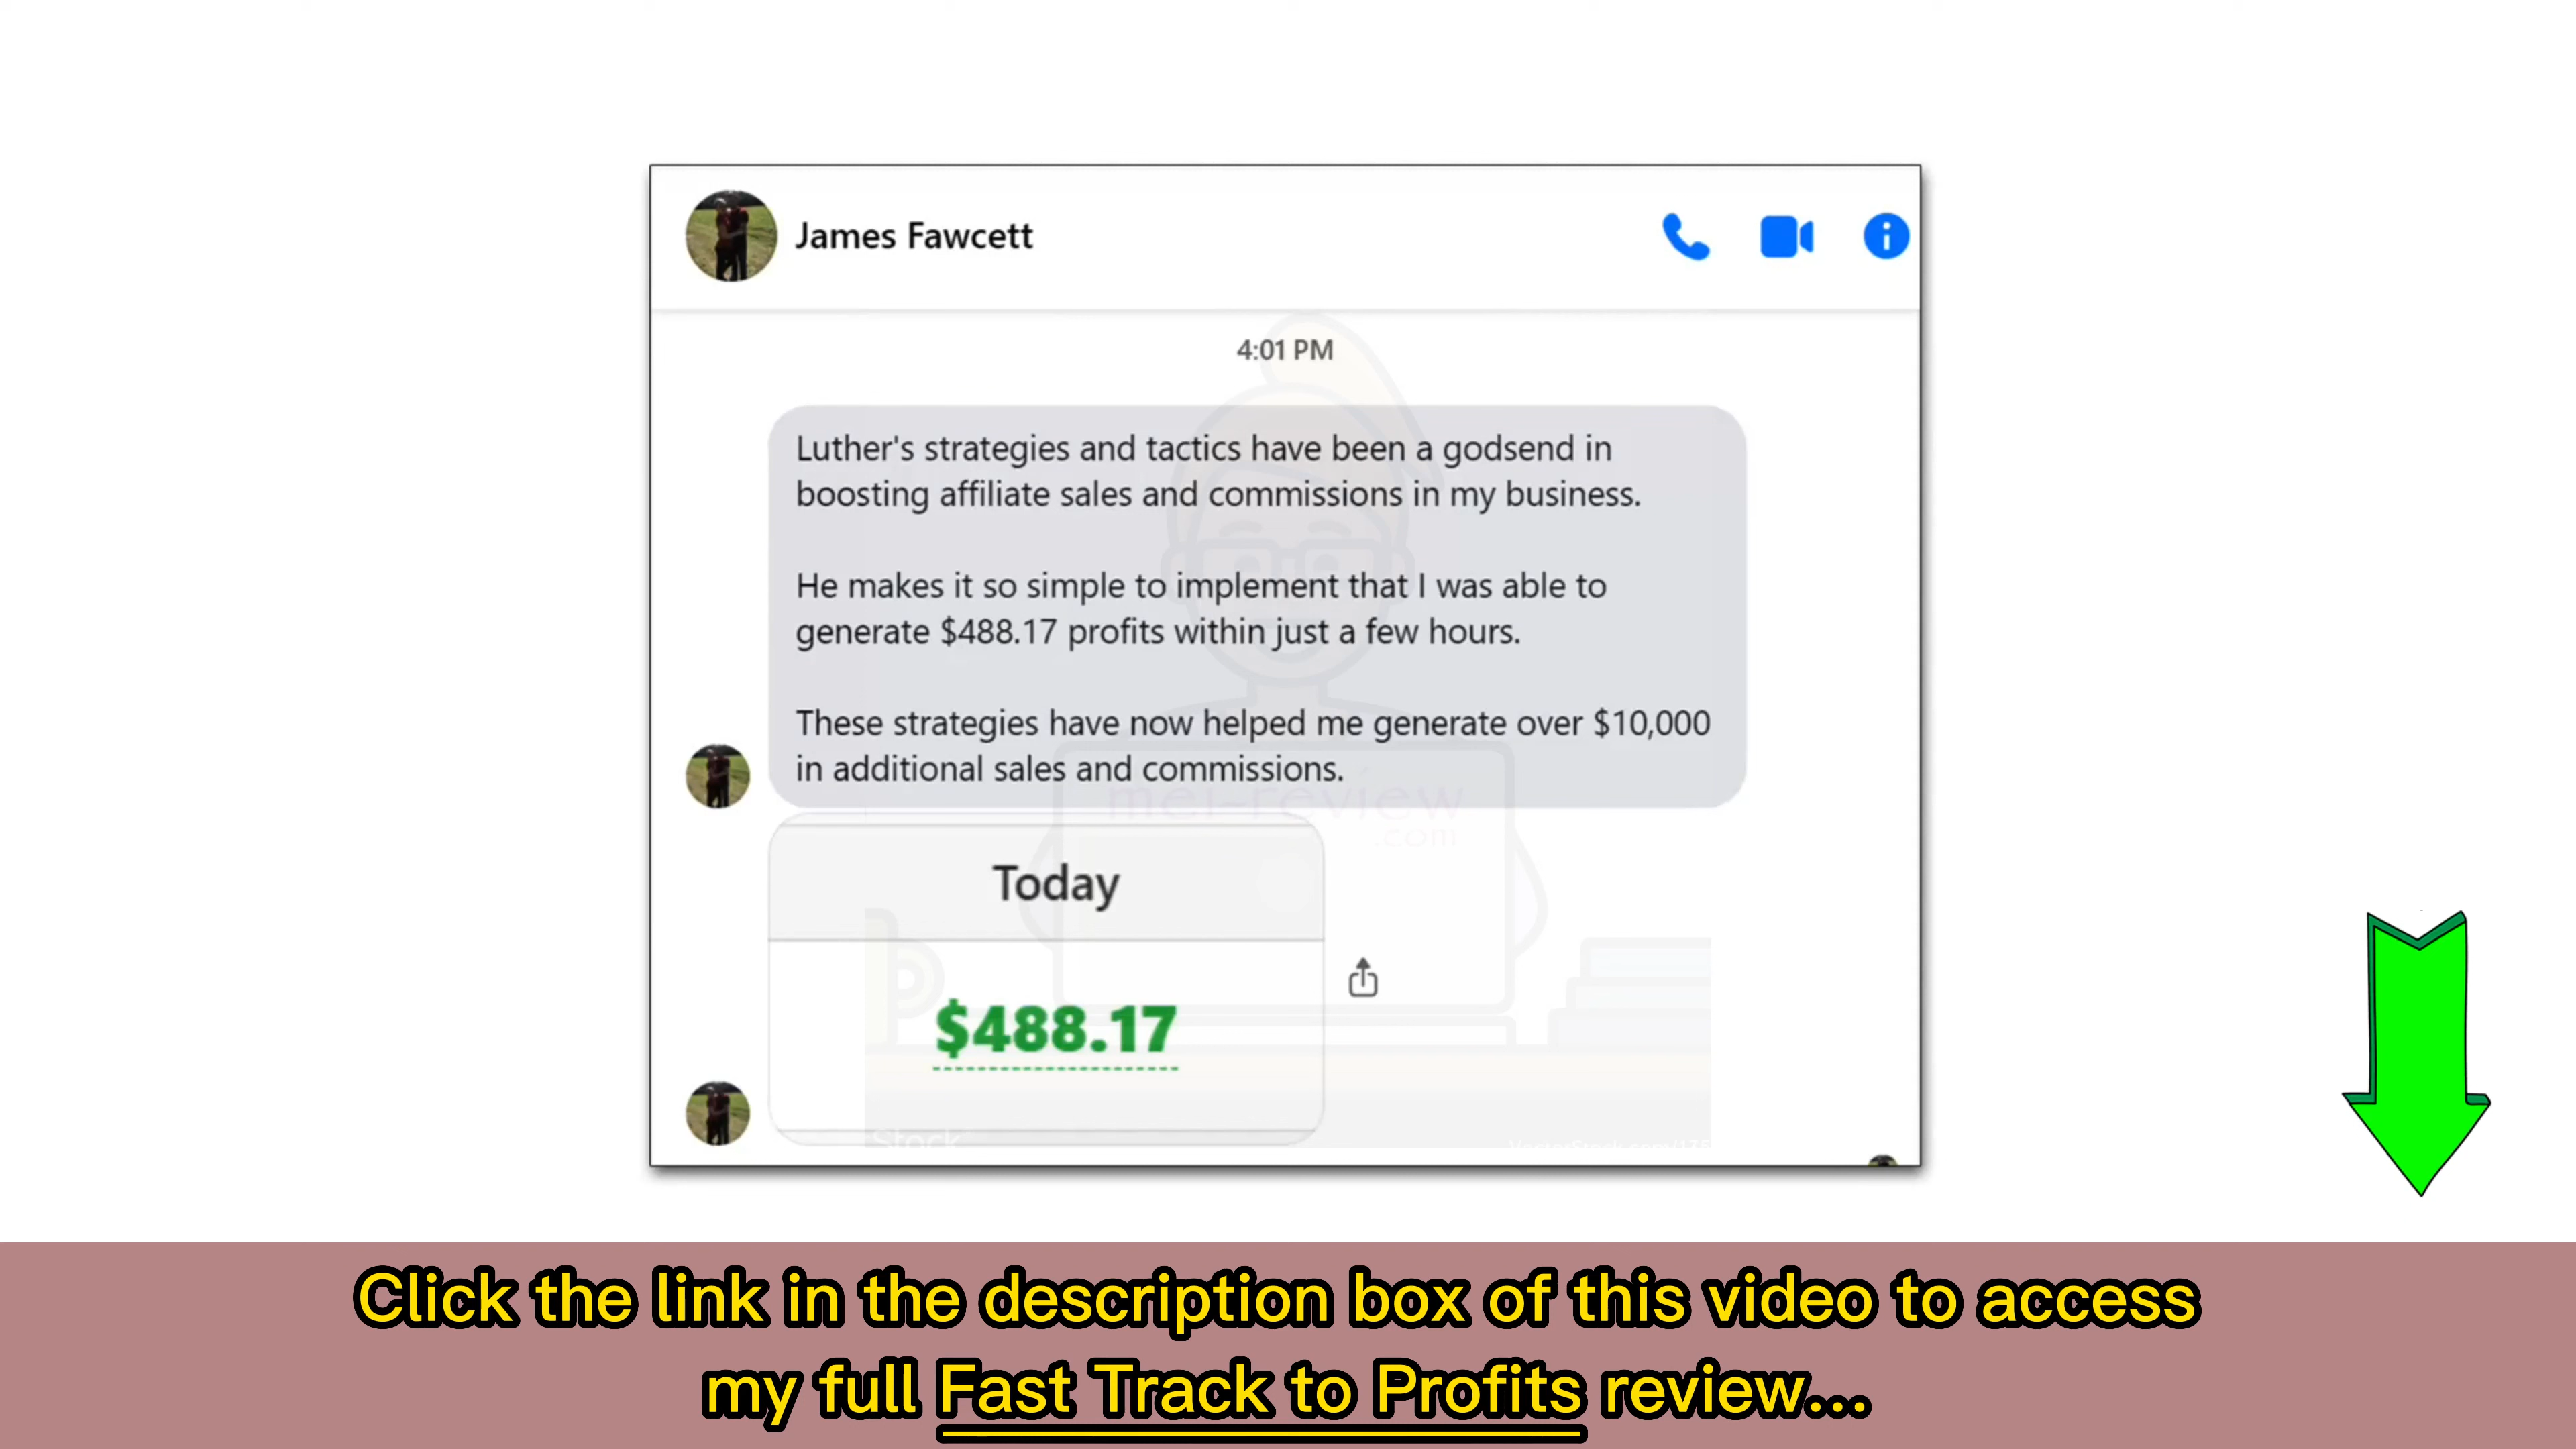 James Fawcett
4:01 PM
Luther's strategies and tactics have been a godsend in
boosting affiliate sales and commissions in my business.
He makes it so simple to implement that I was able to
generate $488.17 profits within just a few hours.
These strategies have now helped me generate over $10,000
in additional sales and commissions.
mei-review
.com
Today
$488.17
Stock
Click the link in the description box of this video to access
my full Fast Track to Profits review...